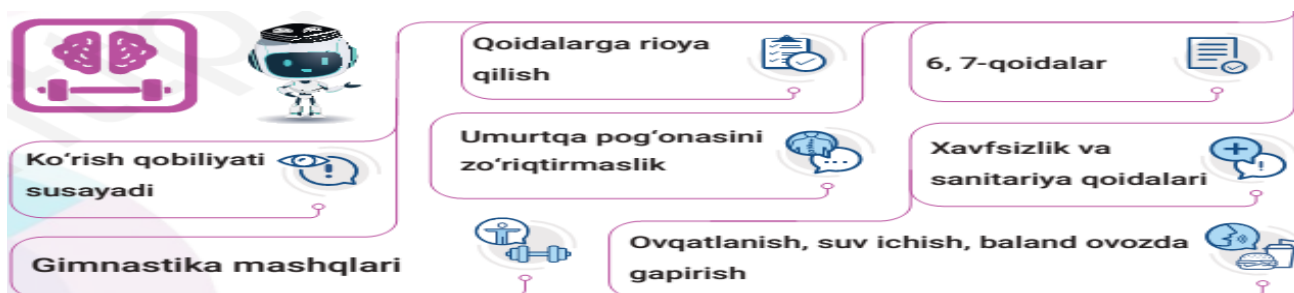 Qoidalarga rioya
qilish
6, 7-qoidalar
Ko‘rish qobiliyati
susayadi
Umurtqa pog‘onasini
zo‘riqtirmaslik
Xavfsizlik va
sanitariya qoidalari
Gimnastika mashqlari
Ovqatlanish, suv ichish, baland ovozda
gapirish